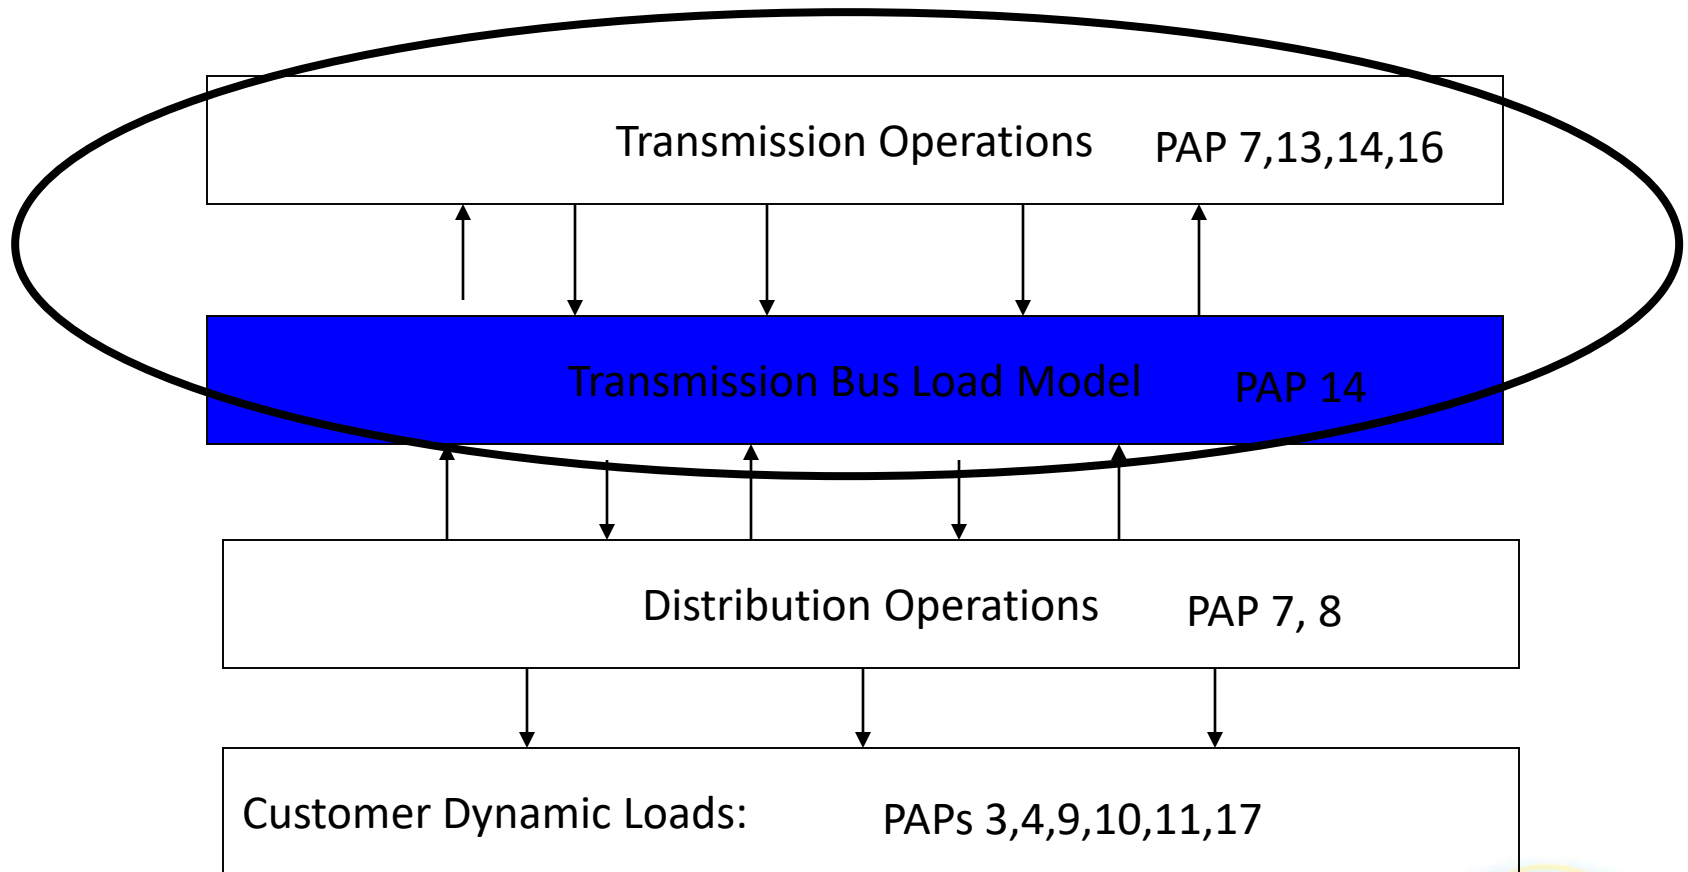 Transmission Operations PAP 7,13,14,16
Transmission Bus Load Model PAP 14
Distribution Operations PAP 7, 8
Customer Dynamic Loads: PAPs 3,4,9,10,11,17